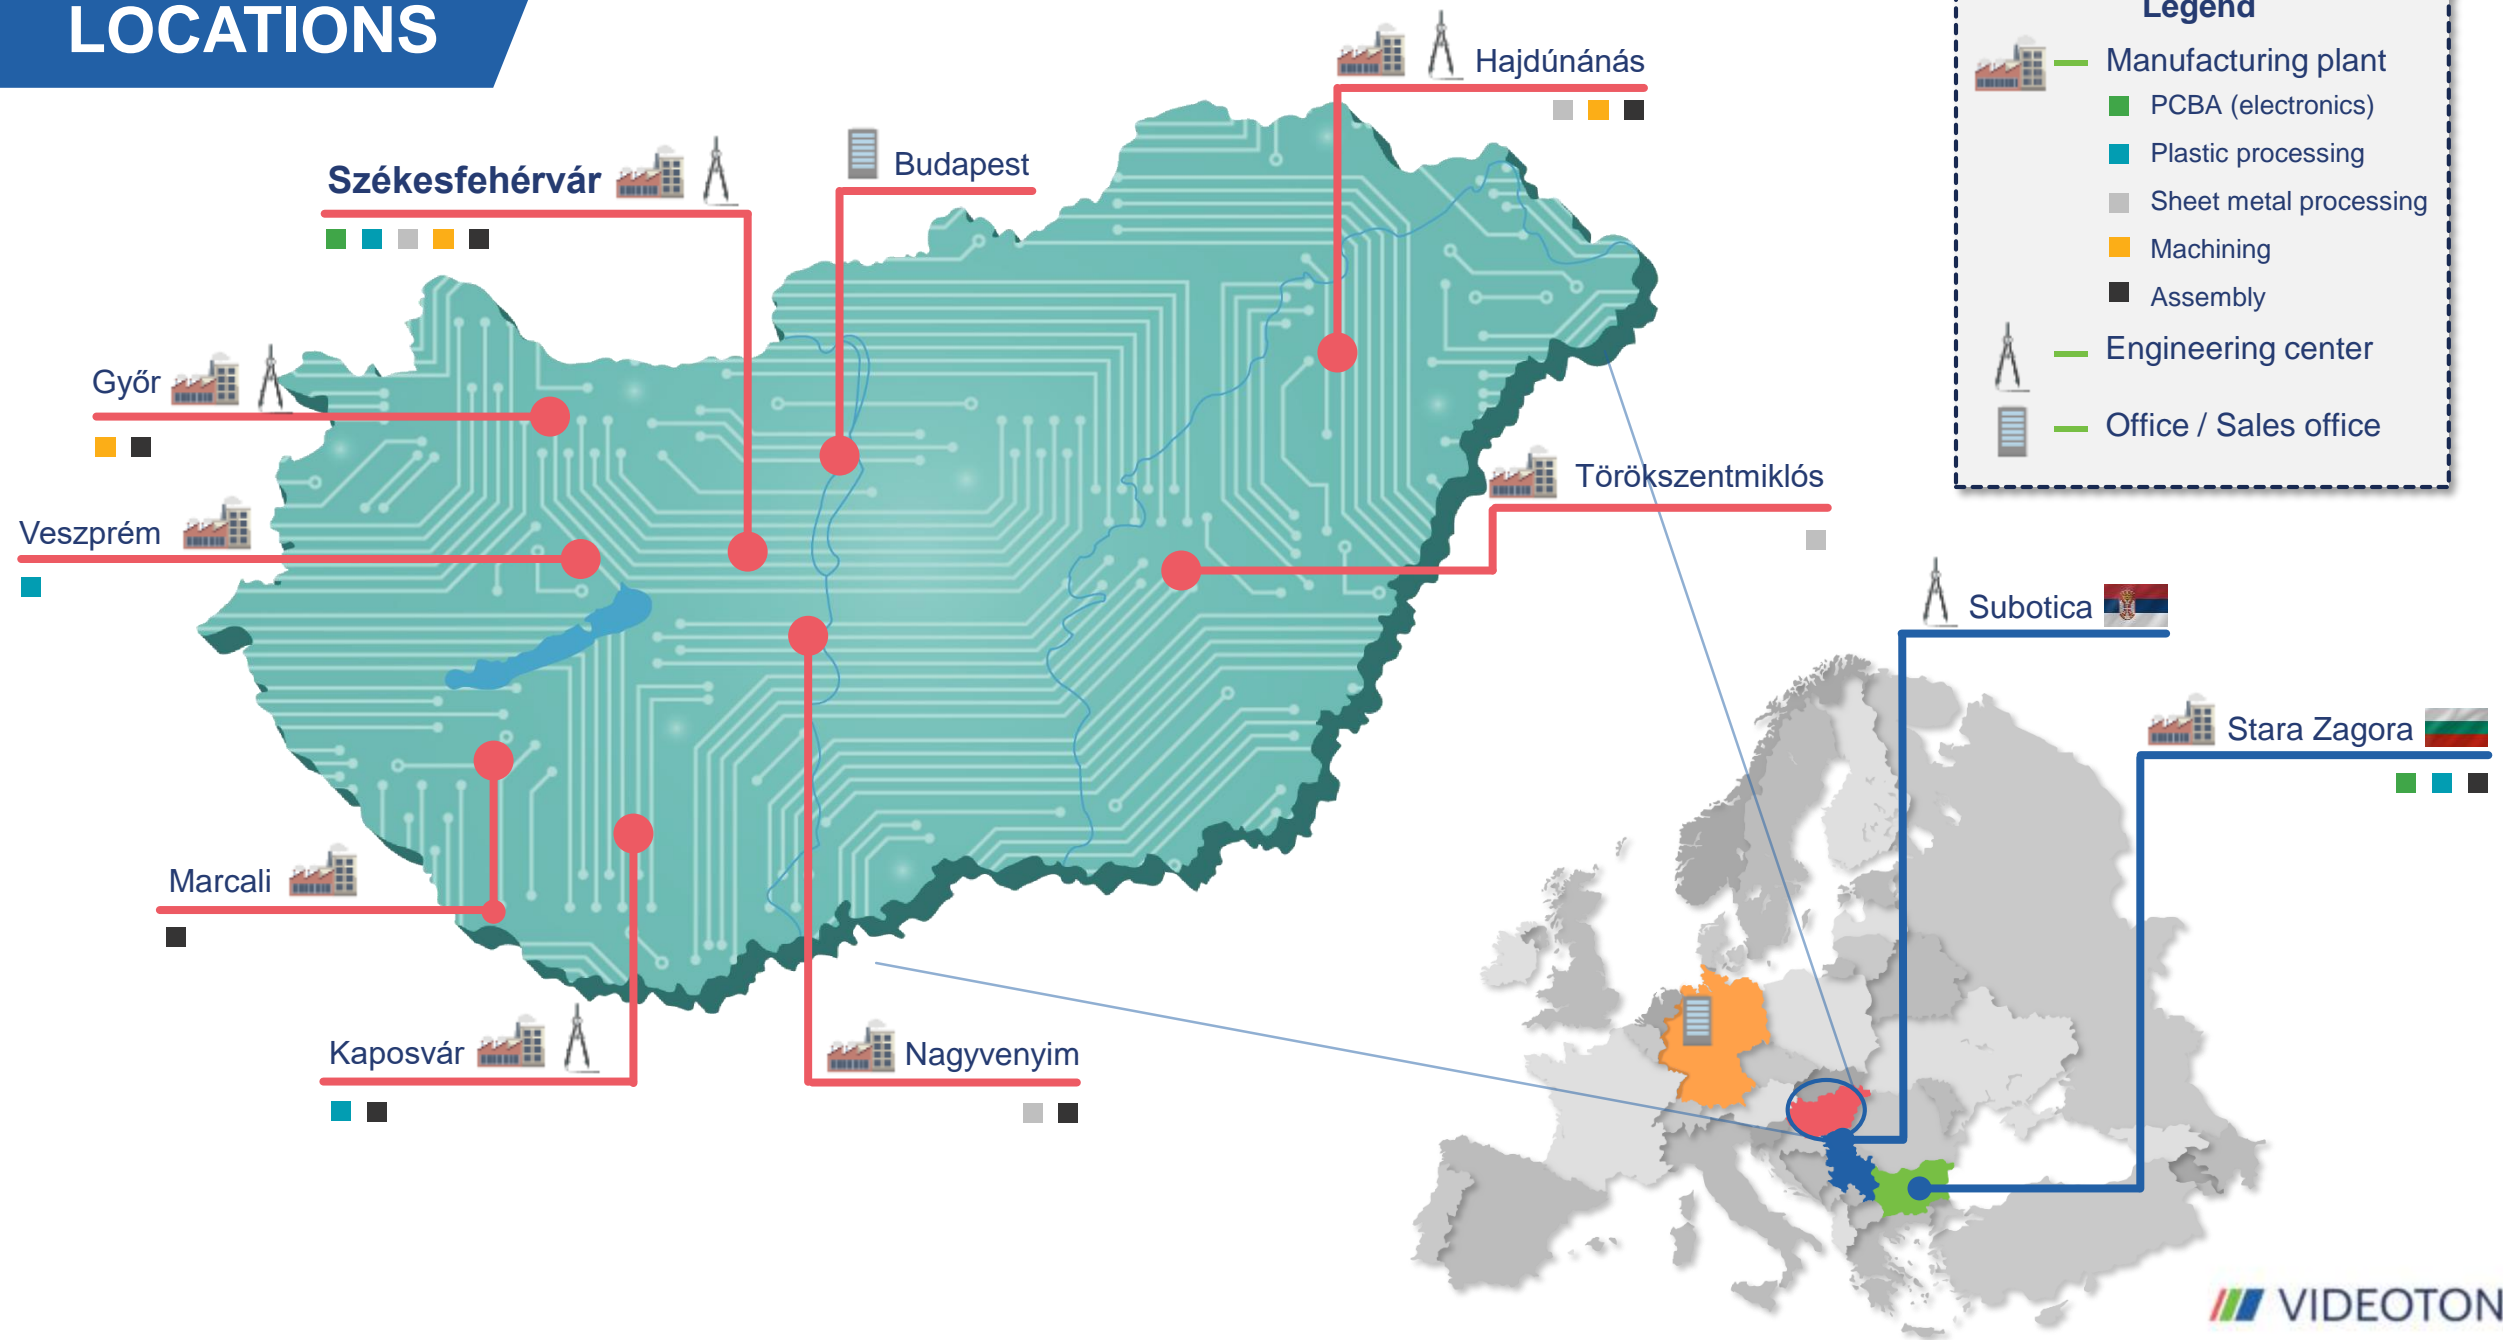 LOCATIONS
Hajdúnánás
Budapest
Székesfehérvár
Győr
Veszprém
Törökszentmiklós
Marcali
Kaposvár
Nagyvenyim
Legend
Manufacturing plant
PCBA (electronics)
Plastic processing
Sheet metal processing
Machining
Assembly
Engineering center
Office / Sales office
Subotica
Stara Zagora
VIDEOTON